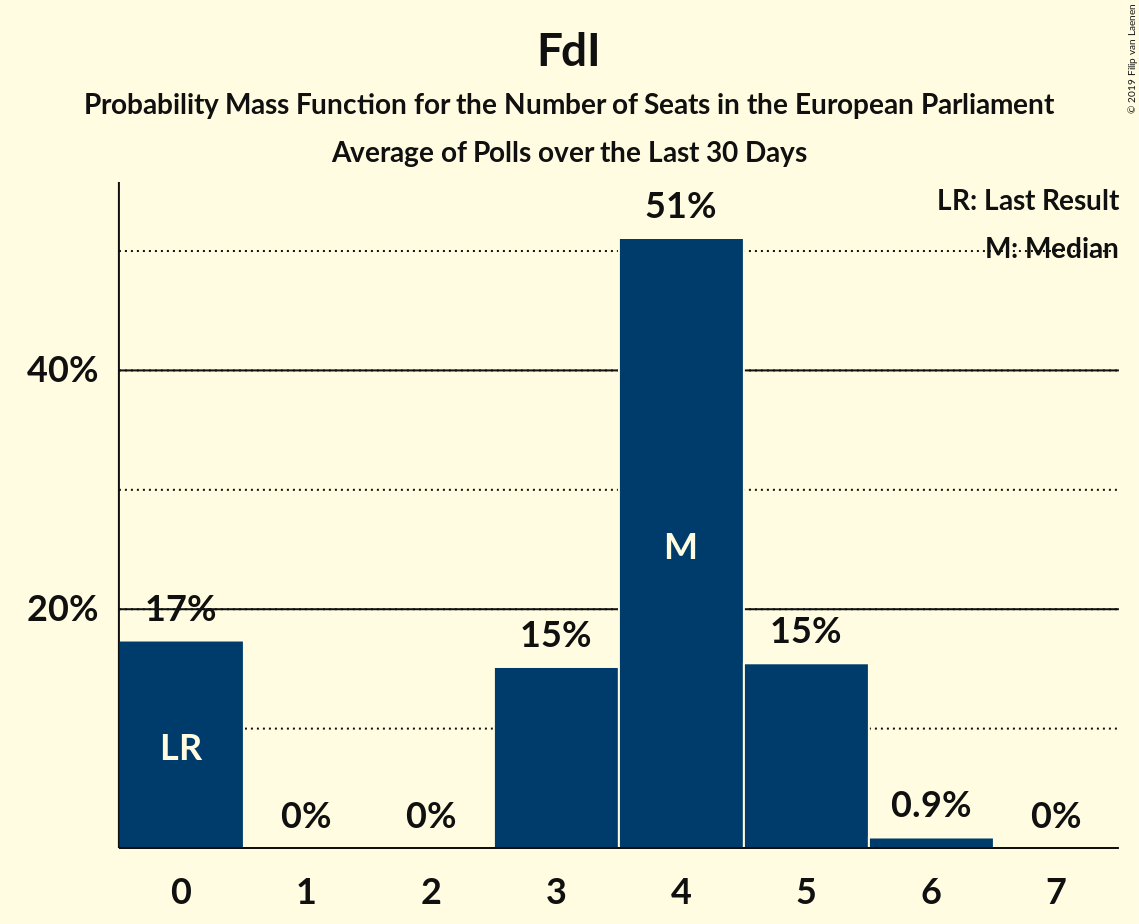 FdI
Probability Mass Function for the Number of Seats in the European Parliament
Average of Polls over the Last 30 Days
© 2019 Filip van Laenen
LR: Last Result
M: Median
51%
40%
M
20%
17%
15%
15%
LR
0%
0%
0.9%
0%
0 1 2 3 4 5 6 7